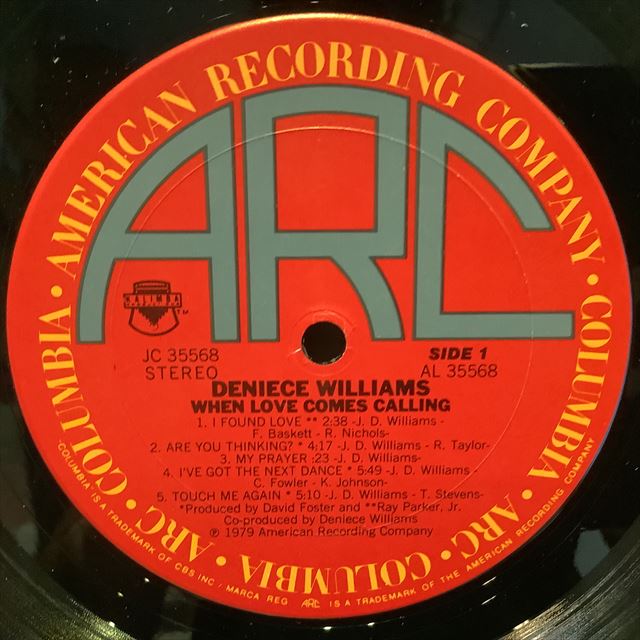 • AMERICAN RECORDING COMPANY •
COLUMBIA • ARC • COLUMBIA • ARC • COLUMBIA
ARC
TM
JC 35568
STEREO
SIDE 1
AL 35568
DENIECE WILLIAMS
WHEN LOVE COMES CALLING
1. I FOUND LOVE ** 2:38 -J. D. Williams -
F. Baskett - R. Nichols-
2. ARE YOU THINKING? * 4:17 -J. D. Williams - R. Taylor-
3. MY PRAYER :23 -J. D. Williams-
4. I'VE GOT THE NEXT DANCE * 5:49 -J. D. Williams -
C. Fowler - K. Johnson-
5. TOUCH ME AGAIN * 5:10 -J. D. Williams - T. Stevens-
*Produced by David Foster and **Ray Parker, Jr.
Co-produced by Deniece Williams
℗ 1979 American Recording Company
"COLUMBIA IS A TRADEMARK OF CBS INC. MARCA REG. ARC IS A TRADEMARK OF THE AMERICAN RECORDING COMPANY